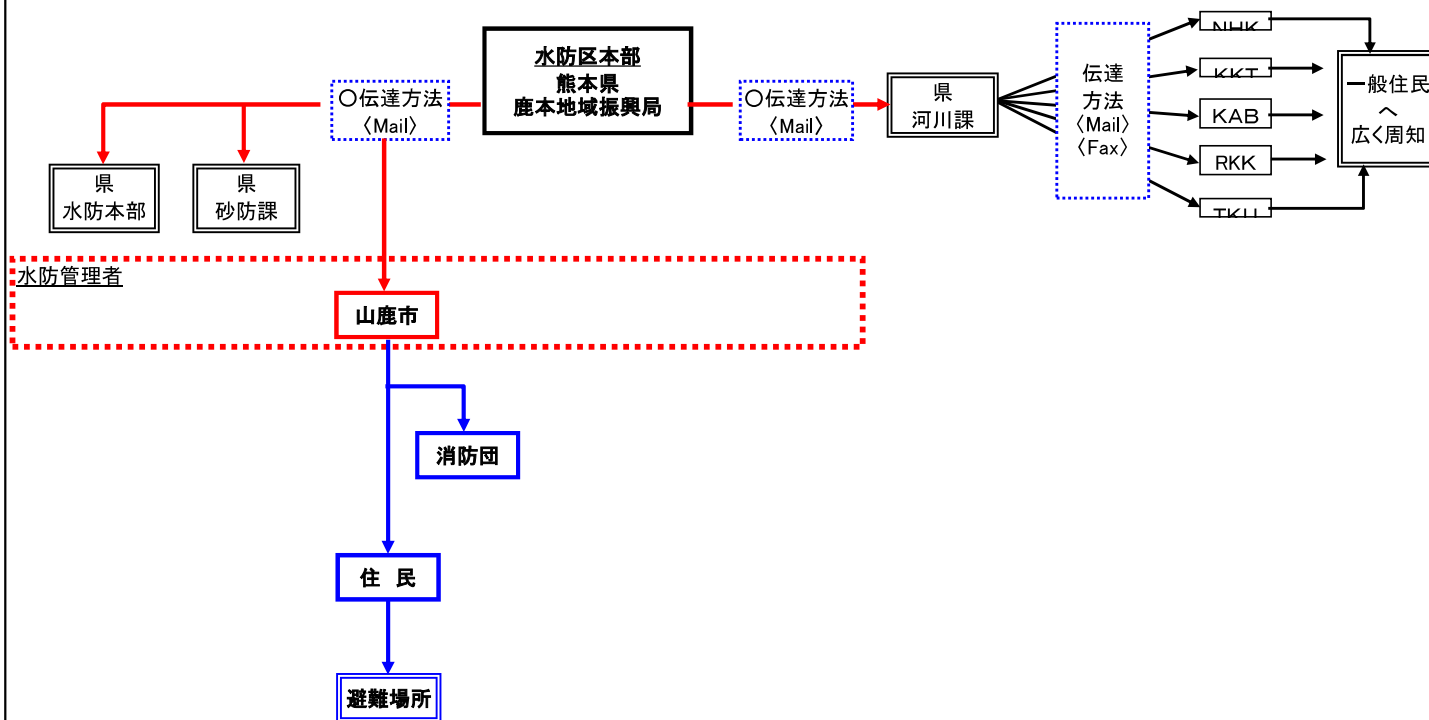 水防区本部
熊本県
鹿本地域振興局
○伝達方法
〈Mail〉
○伝達方法
〈Mail〉
県
河川課
伝達
方法
〈Mail〉
〈Fax〉
NHK
KKT
KAB
RKK
TKU
一般住民
へ
広く周知
県
水防本部
県
砂防課
水防管理者
山鹿市
消防団
住 民
避難場所